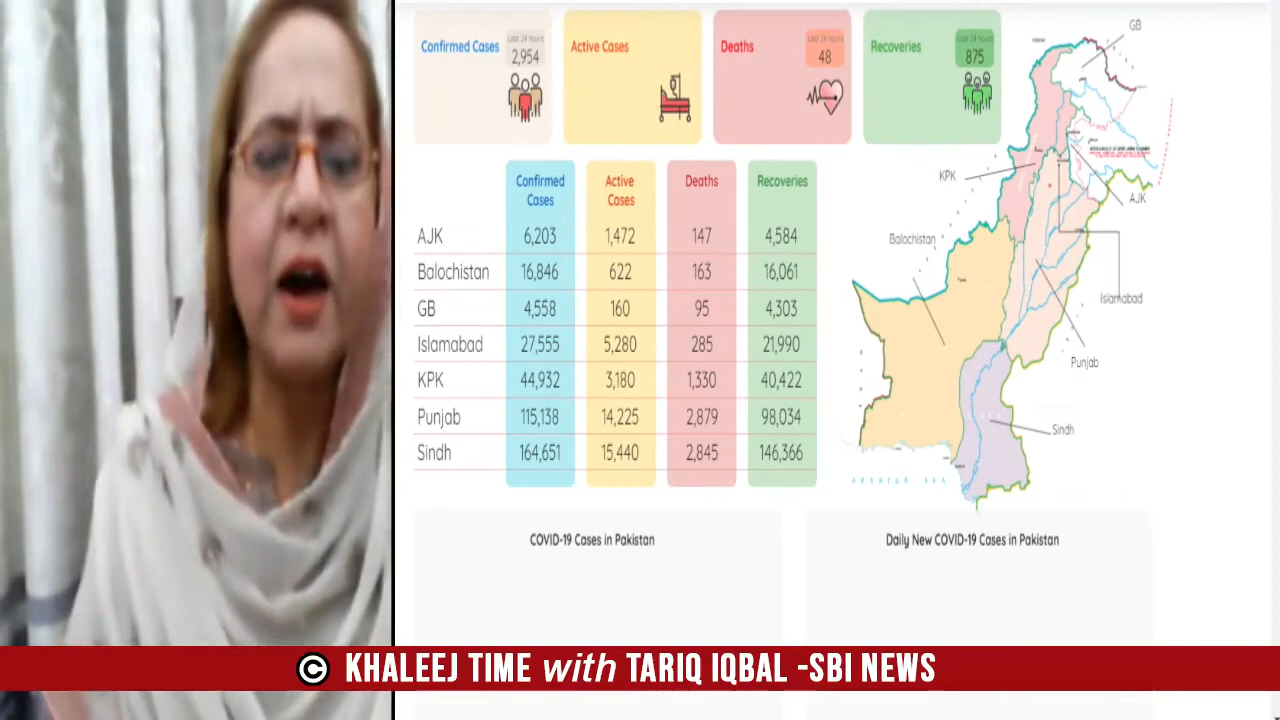 Confirmed Cases
Last 24 hours
2,954
Active Cases
Deaths
Last 24 hours
48
Recoveries
Last 24 hours
875
Confirmed Cases Active Cases Deaths Recoveries
AJK 6,203 1,472 147 4,584
Balochistan 16,846 622 163 16,061
GB 4,558 160 95 4,303
Islamabad 27,555 5,280 285 21,990
KPK 44,932 3,180 1,330 40,422
Punjab 115,138 14,225 2,879 98,034
Sindh 164,651 15,440 2,845 146,366
GB
KPK
AJK
Balochistan
Islamabad
Punjab
Sindh
ARABIAN SEA
COVID-19 Cases in Pakistan
Daily New COVID-19 Cases in Pakistan
© KHALEEJ TIME with TARIQ IQBAL -SBI NEWS